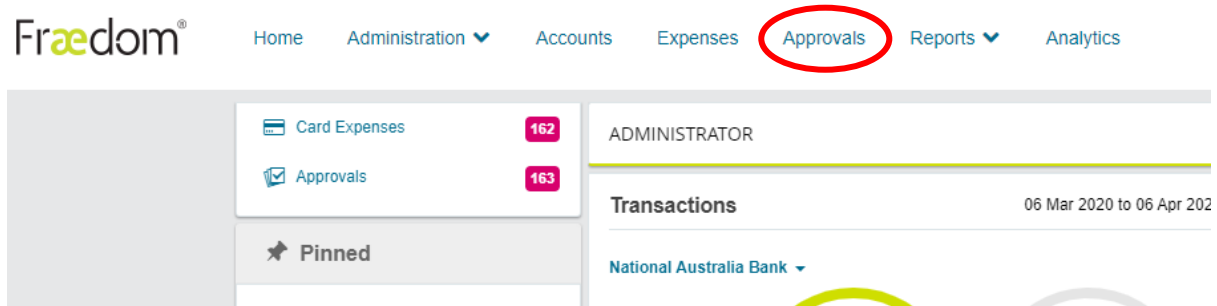 Frædom®
Home Administration Accounts Expenses Approvals Reports Analytics
Card Expenses 162
Approvals 163
Pinned
ADMINISTRATOR
Transactions 06 Mar 2020 to 06 Apr 202
National Australia Bank